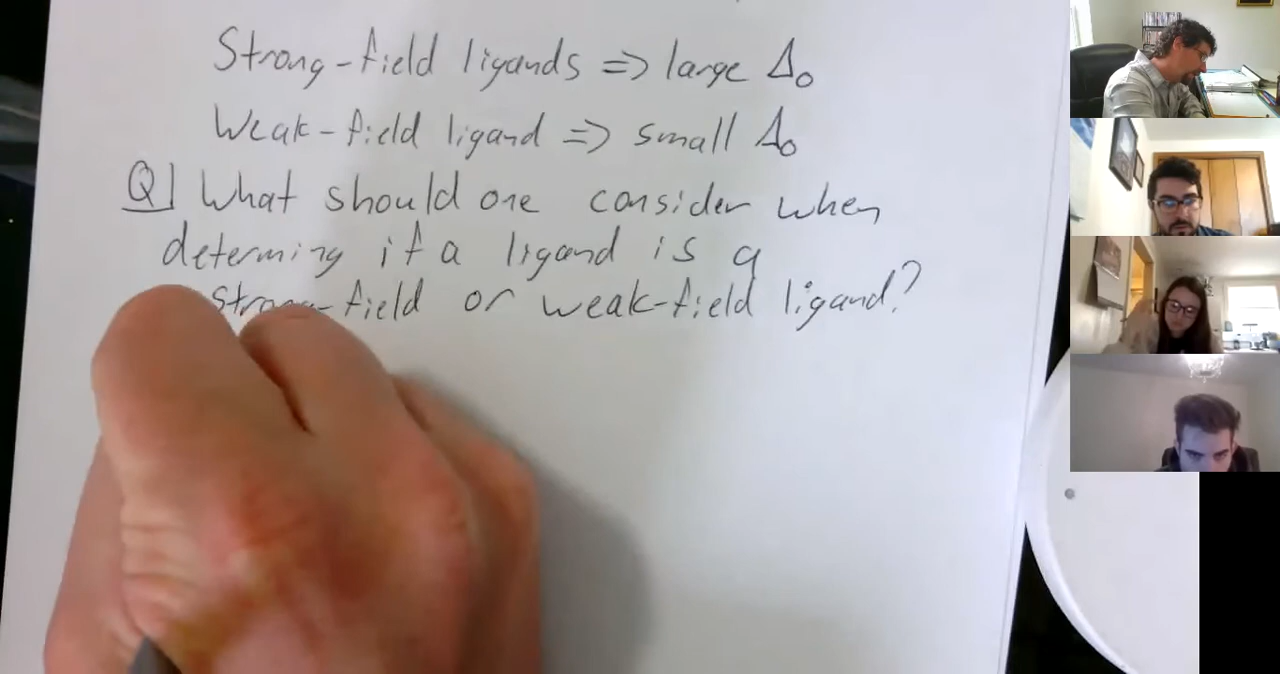 Strong-field ligands => large Δo
Weak-field ligand => small Δo
Q| What should one consider when
determing if a ligand is a
strong-field or weak-field ligand?